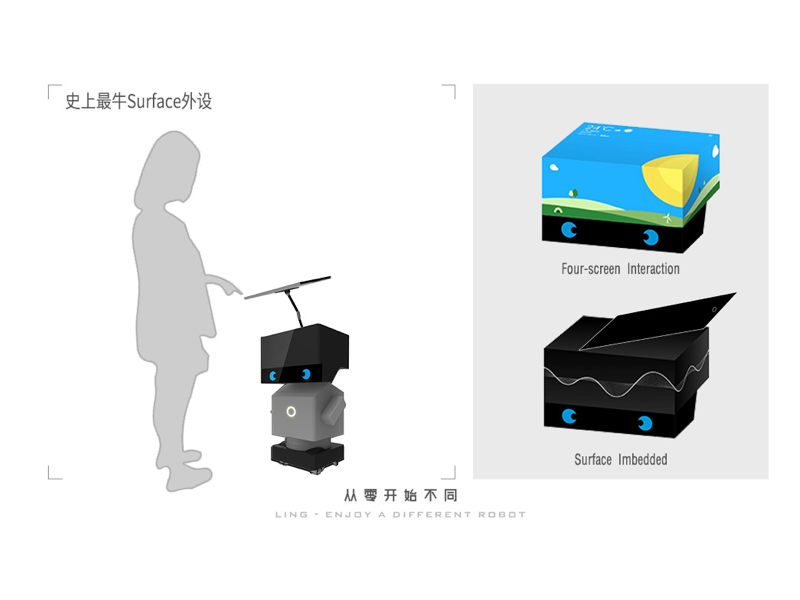 史上最牛Surface外设
24℃
Four-screen Interaction
Surface Imbedded
从零开始不同
LING - ENJOY A DIFFERENT ROBOT